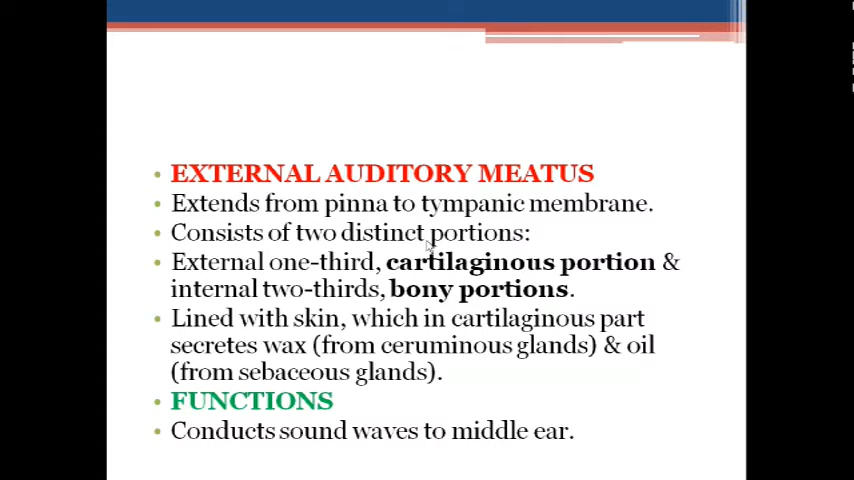 • EXTERNAL AUDITORY MEATUS
• Extends from pinna to tympanic membrane.
• Consists of two distinct portions:
• External one-third, cartilaginous portion &
internal two-thirds, bony portions.
• Lined with skin, which in cartilaginous part
secretes wax (from ceruminous glands) & oil
(from sebaceous glands).
• FUNCTIONS
• Conducts sound waves to middle ear.